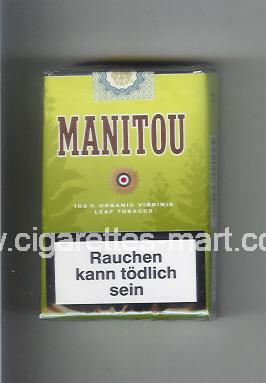 MANITOU
100% ORGANIC VIRGINIA
LEAF TOBACCO
www.cigarettes-mart.com
Rauchen
kann tödlich
sein